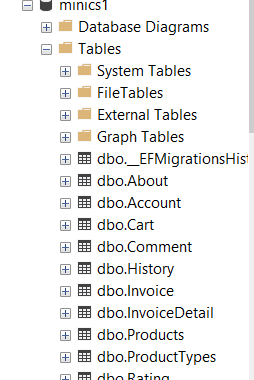 minics1
Database Diagrams
Tables
System Tables
FileTables
External Tables
Graph Tables
dbo.__EFMigrationsHist
dbo.About
dbo.Account
dbo.Cart
dbo.Comment
dbo.History
dbo.Invoice
dbo.InvoiceDetail
dbo.Products
dbo.ProductTypes
dbo.Rating